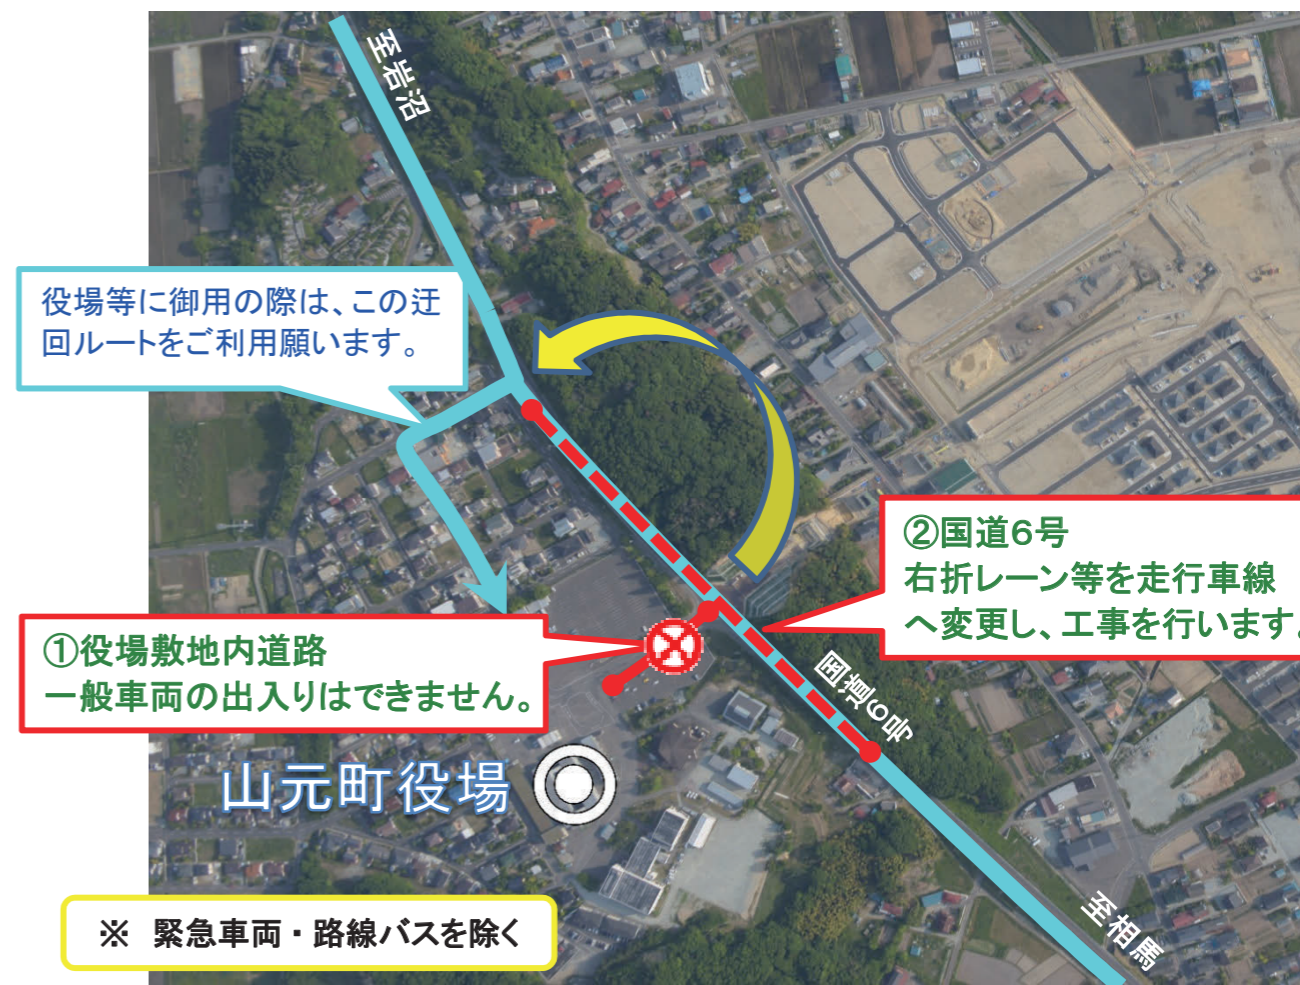 至岩沼
役場等に御用の際は、この迂
回ルートをご利用願います。
②国道6号
右折レーン等を走行車線
へ変更し、工事を行います。
①役場敷地内道路
一般車両の出入りはできません。
国道6号
山元町役場
至相馬
※ 緊急車両・路線バスを除く